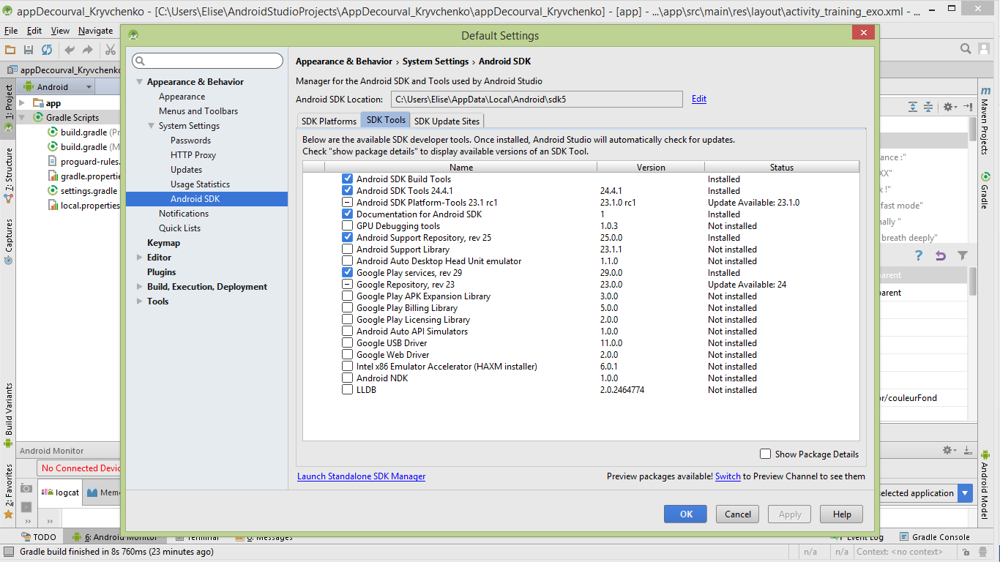 appDecourval_Kryvchenko - [C:\Users\Elise\AndroidStudioProjects\AppDecourval_Kryvchenko\appDecourval_Kryvchenko] - [app] - ...\app\src\main\res\layout\activity_training_exo.xml - ...
File Edit View Navigate
Default Settings
appDecourval_Kryvchenko
Android
1: Project
7: Structure
Captures
Build Variants
2: Favorites
app
Gradle Scripts
build.gradle (Pr
build.gradle (M
proguard-rules.
gradle.properti
settings.gradle
local.properties
Appearance & Behavior
Appearance
Menus and Toolbars
System Settings
Passwords
HTTP Proxy
Updates
Usage Statistics
Android SDK
Notifications
Quick Lists
Keymap
Editor
Plugins
Build, Execution, Deployment
Tools
Appearance & Behavior › System Settings › Android SDK
Manager for the Android SDK and Tools used by Android Studio
Android SDK Location: C:\Users\Elise\AppData\Local\Android\sdk5 Edit
SDK Platforms SDK Tools SDK Update Sites
Below are the available SDK developer tools. Once installed, Android Studio will automatically check for updates.
Check "show package details" to display available versions of an SDK Tool.
Name Version Status
Android SDK Build Tools Installed
Android SDK Tools 24.4.1 24.4.1 Installed
Android SDK Platform-Tools 23.1 rc1 23.1.0 rc1 Update Available: 23.1.0
Documentation for Android SDK 1 Installed
GPU Debugging tools 1.0.3 Not installed
Android Support Repository, rev 25 25.0.0 Installed
Android Support Library 23.1.1 Not installed
Android Auto Desktop Head Unit emulator 1.1.0 Not installed
Google Play services, rev 29 29.0.0 Installed
Google Repository, rev 23 23.0.0 Update Available: 24
Google Play APK Expansion Library 3.0.0 Not installed
Google Play Billing Library 5.0.0 Not installed
Google Play Licensing Library 2.0.0 Not installed
Android Auto API Simulators 1.0.0 Not installed
Google USB Driver 11.0.0 Not installed
Google Web Driver 2.0.0 Not installed
Intel x86 Emulator Accelerator (HAXM installer) 6.0.1 Not installed
Android NDK 1.0.0 Not installed
LLDB 2.0.2464774 Not installed
Show Package Details
Launch Standalone SDK Manager
Preview packages available! Switch to Preview Channel to see them
OK Cancel Apply Help
ance :"
XX"
x !"
fast mode"
nally "
breath deeply"
arent
parent
or/couleurFond
elected application
m
Maven Projects
Gradle
Android Model
Android Monitor
No Connected Devic
logcat Mem
TODO 6: Android Monitor Terminal 0: Messages Event Log Gradle Console
Gradle build finished in 8s 760ms (23 minutes ago) n/a n/a Context: <no context>